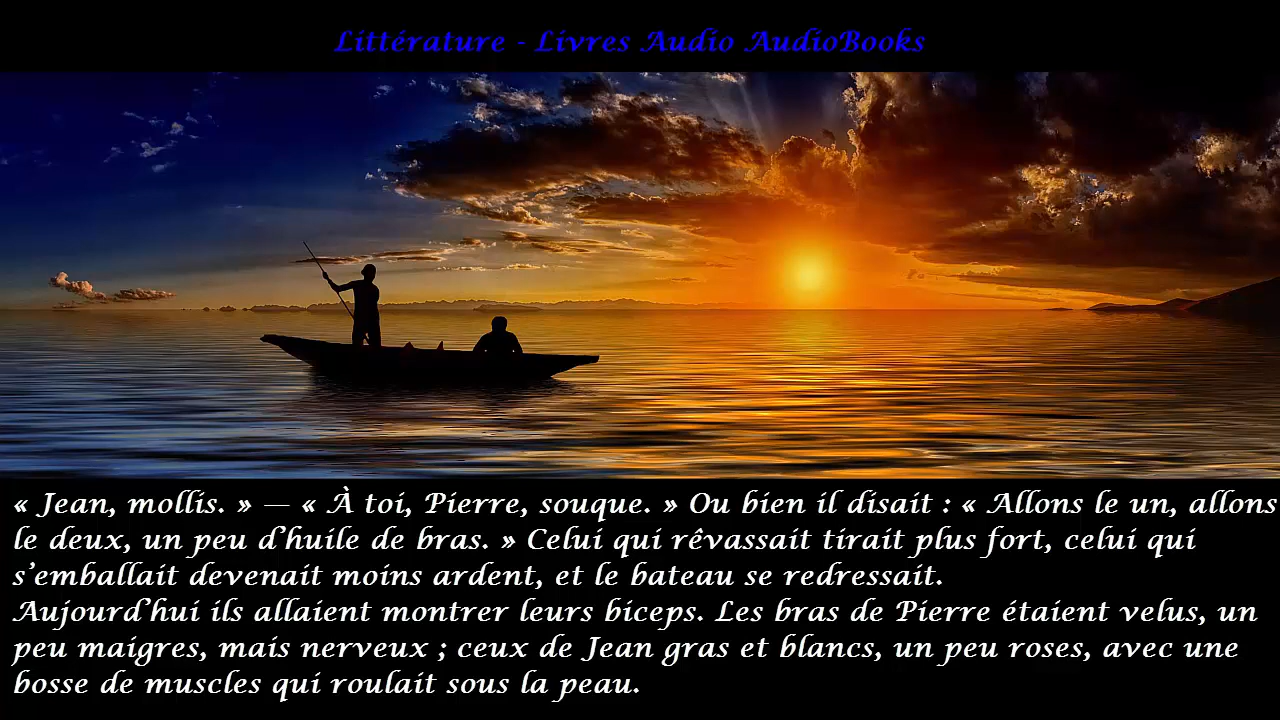 Littérature - Livres Audio AudioBooks
« Jean, mollis. » — « À toi, Pierre, souque. » Ou bien il disait : « Allons le un, allons
le deux, un peu d’huile de bras. » Celui qui rêvassait tirait plus fort, celui qui
s’emballait devenait moins ardent, et le bateau se redressait.
Aujourd’hui ils allaient montrer leurs biceps. Les bras de Pierre étaient velus, un
peu maigres, mais nerveux ; ceux de Jean gras et blancs, un peu roses, avec une
bosse de muscles qui roulait sous la peau.